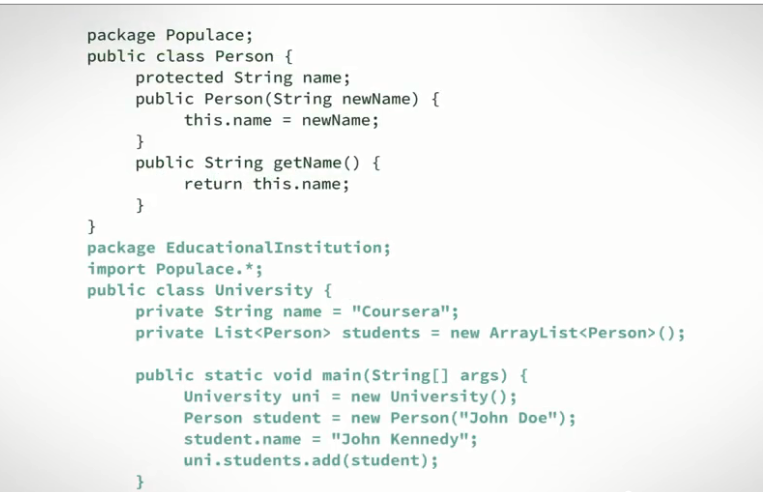 package Populace;
public class Person {
protected String name;
public Person(String newName) {
this.name = newName;
}
public String getName() {
return this.name;
}
}
package EducationalInstitution;
import Populace.*;
public class University {
private String name = "Coursera";
private List<Person> students = new ArrayList<Person>();
public static void main(String[] args) {
University uni = new University();
Person student = new Person("John Doe");
student.name = "John Kennedy";
uni.students.add(student);
}